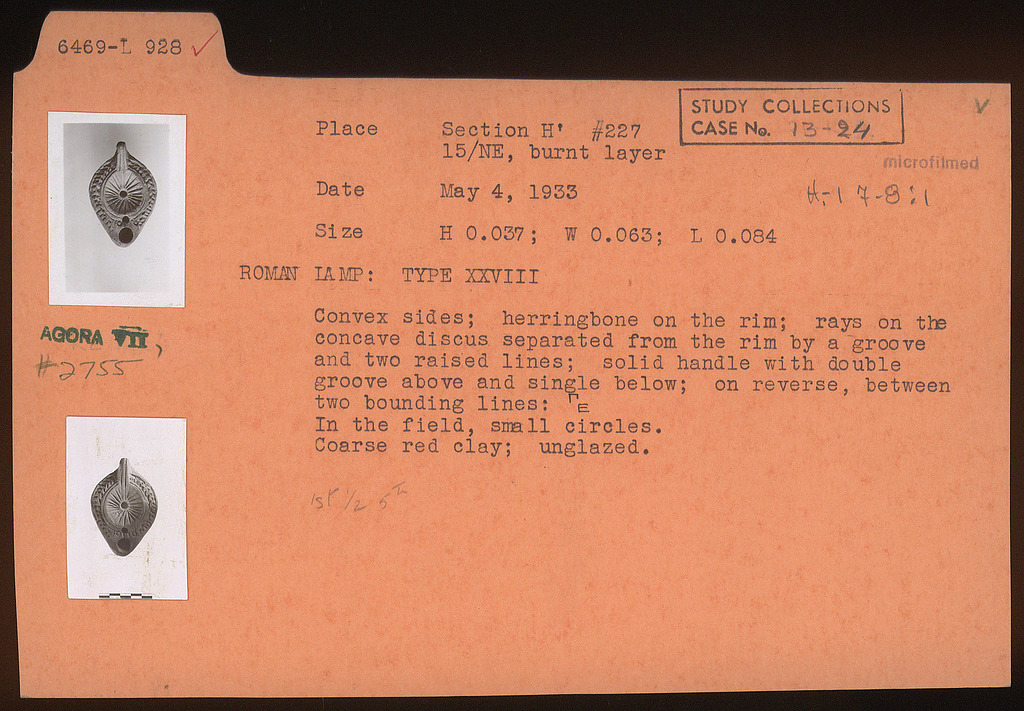 6469-L 928 ✓
STUDY COLLECTIONS
CASE No. 13-24
V
microfilmed
Place Section H' #227
15/NE, burnt layer
Date May 4, 1933
Size H 0.037; W 0.063; L 0.084
ROMAN LAMP: TYPE XXVIII
Convex sides; herringbone on the rim; rays on the
concave discus separated from the rim by a groove
and two raised lines; solid handle with double
groove above and single below; on reverse, between
two bounding lines: ΓE
In the field, small circles.
Coarse red clay; unglazed.
1st 1/2 5th
AGORA VII,
#2755